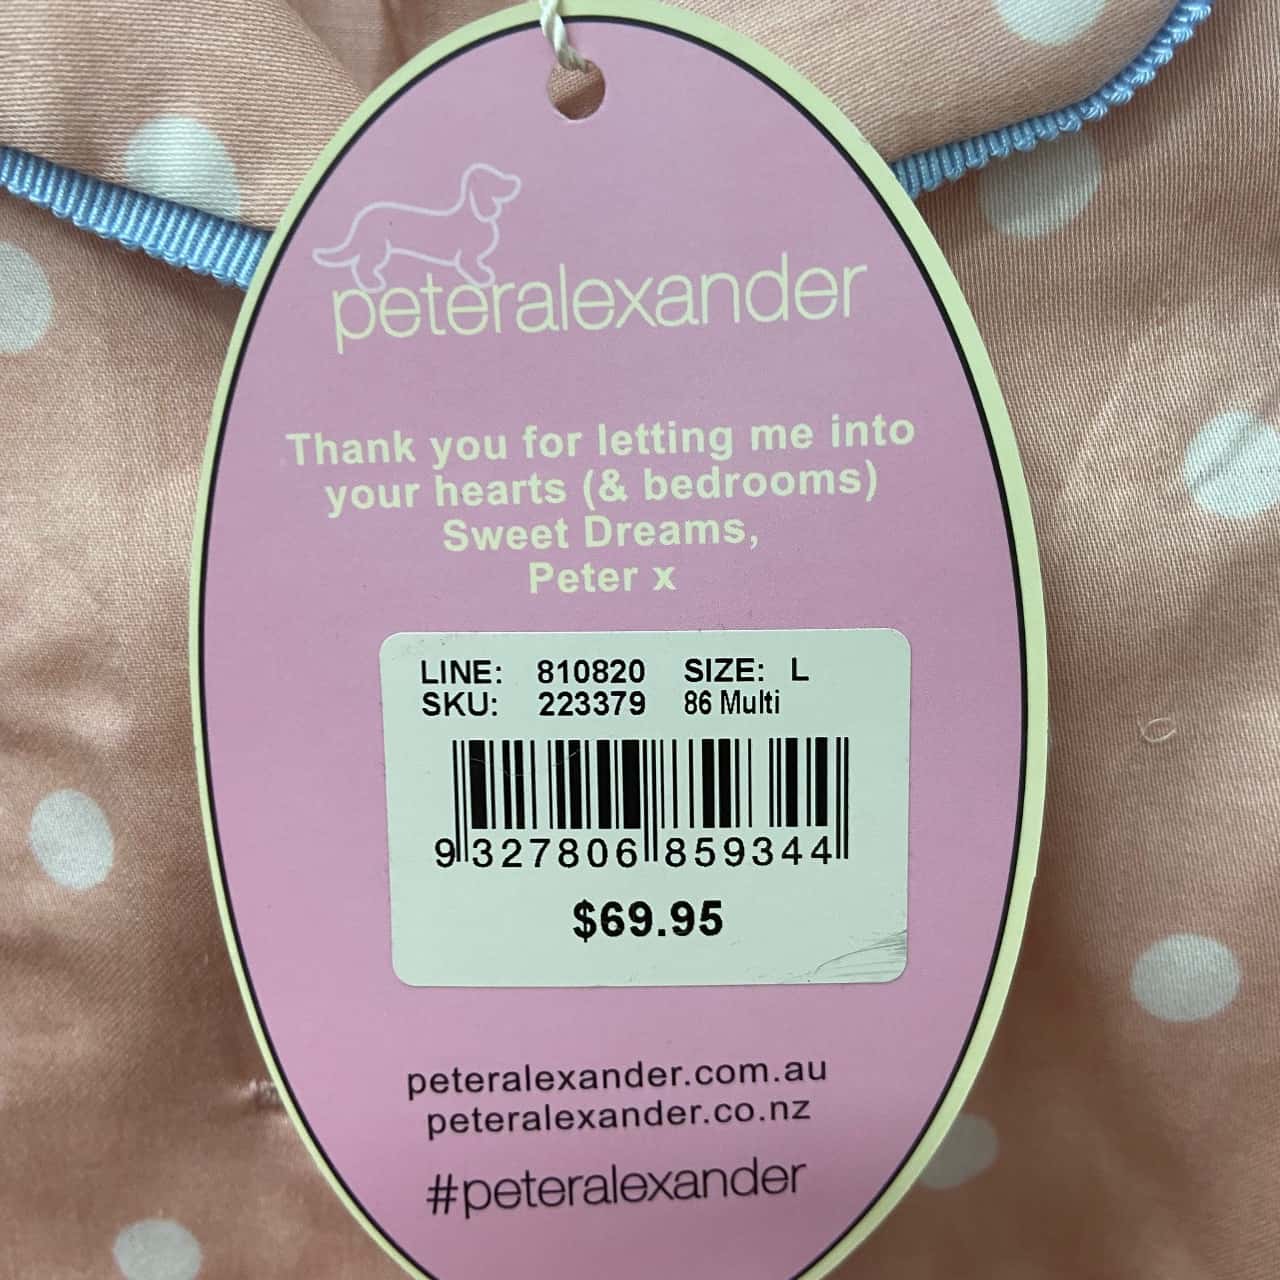 peteralexander
Thank you for letting me into
your hearts (& bedrooms)
Sweet Dreams,
Peter x
LINE: 810820 SIZE: L
SKU: 223379 86 Multi
9 327806 859344
$69.95
peteralexander.com.au
peteralexander.co.nz
#peteralexander